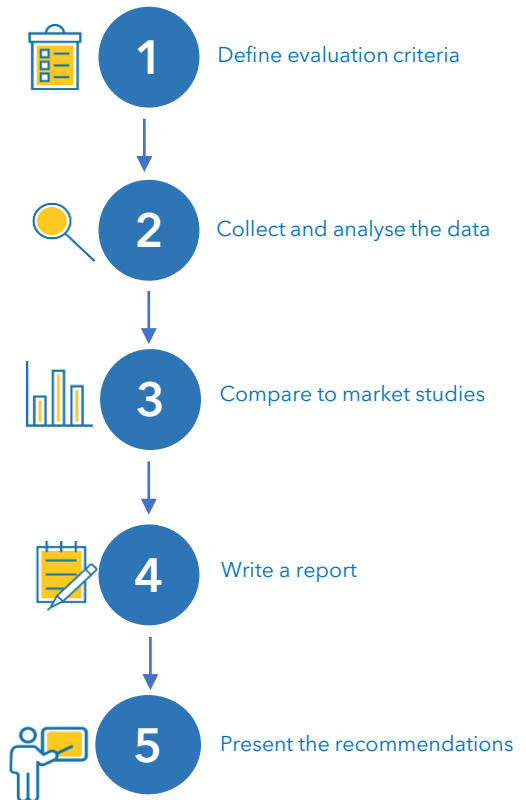 1
Define evaluation criteria
2
Collect and analyse the data
3
Compare to market studies
4
Write a report
5
Present the recommendations